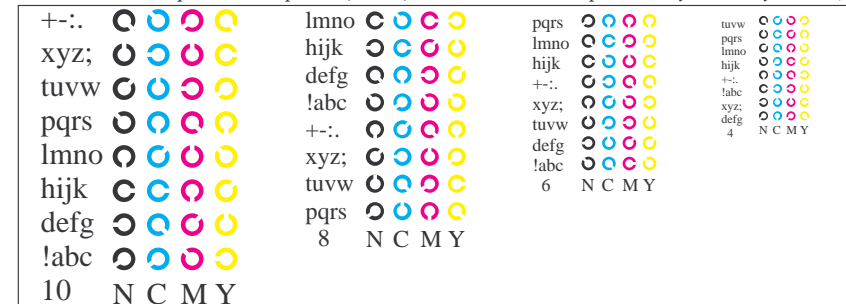 +-:.
xyz;
tuvw
pqrs
lmno
hijk
defg
!abc
10 N C M Y
lmno
hijk
defg
!abc
+-:.
xyz;
tuvw
pqrs
8 N C M Y
pqrs
lmno
hijk
+-:.
xyz;
tuvw
defg
!abc
6 N C M Y
tuvw
pqrs
lmno
hijk
+-:.
!abc
xyz;
defg
4 N C M Y